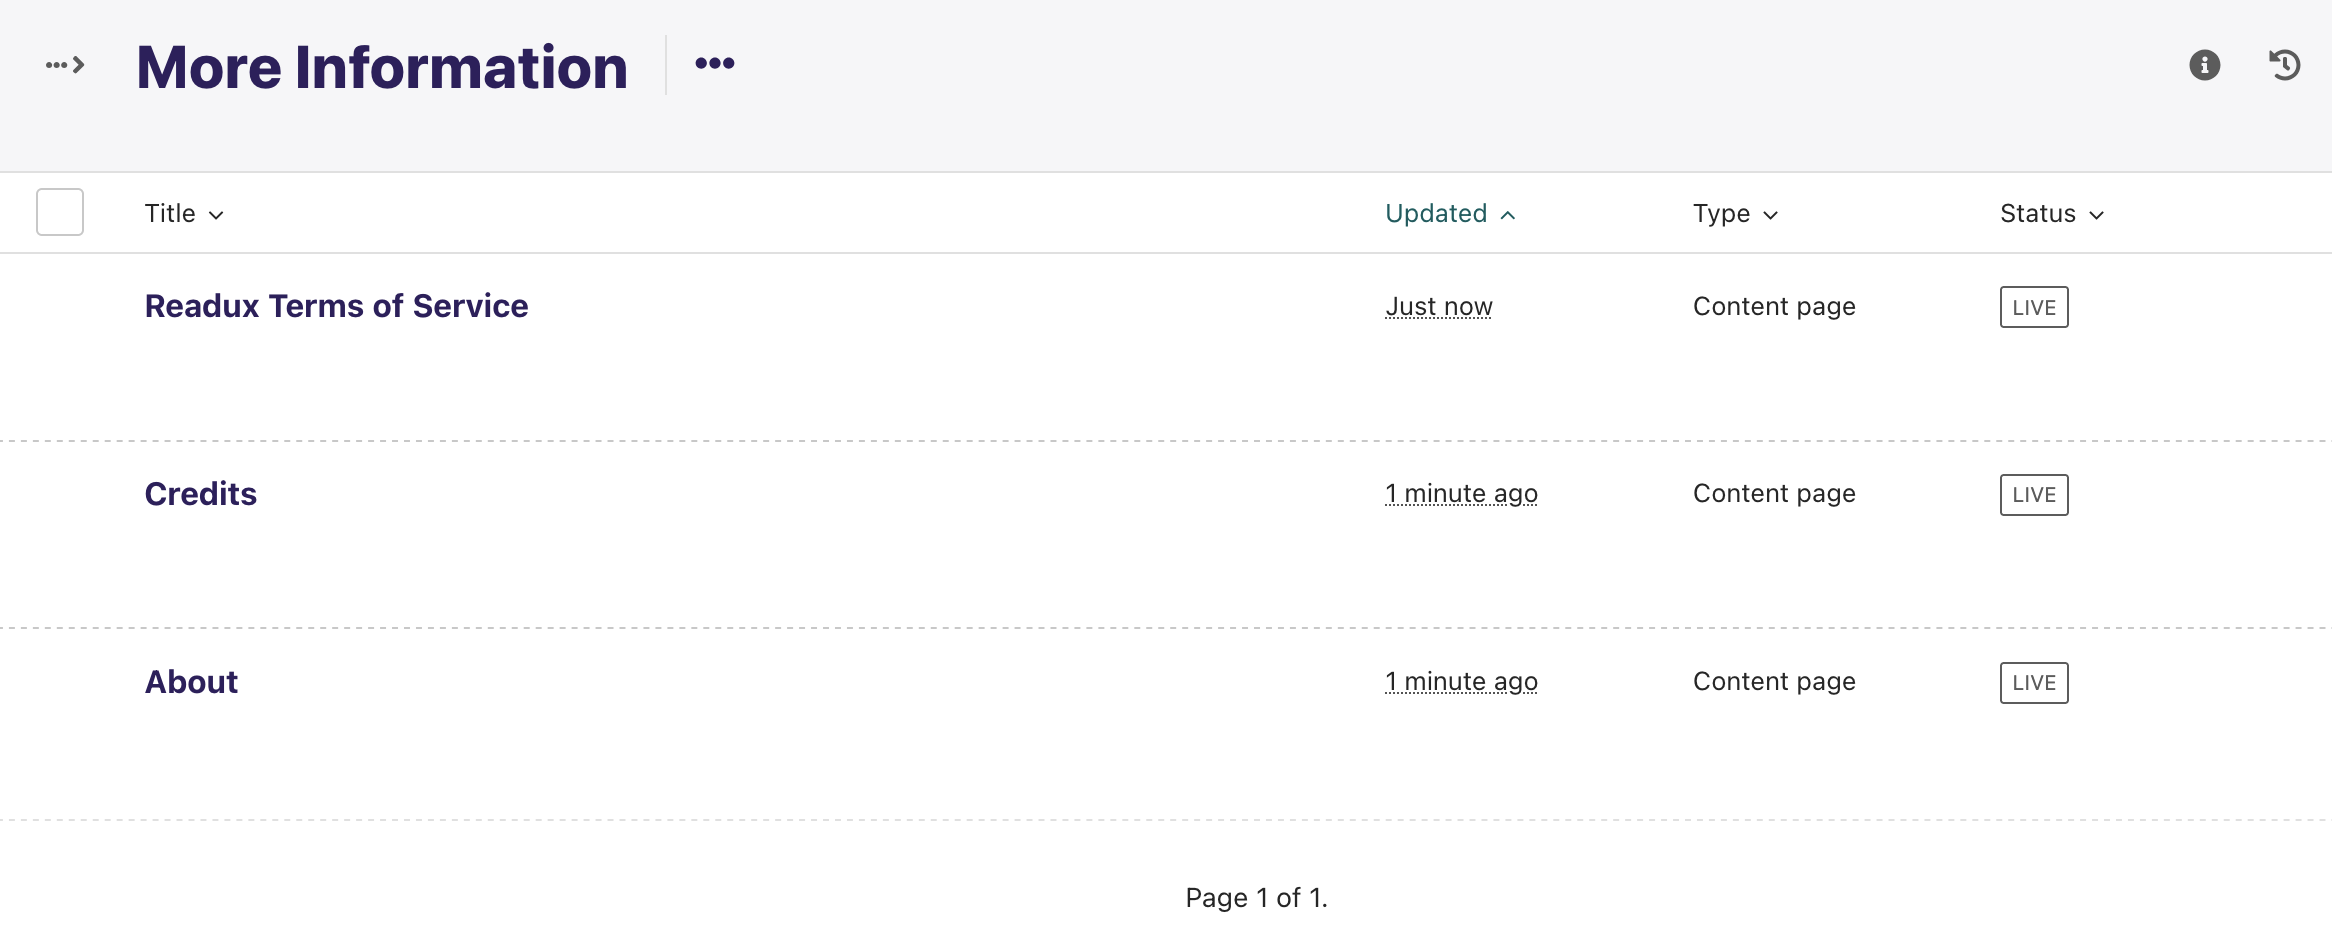 More Information
Title Updated Type Status
Readux Terms of Service Just now Content page LIVE
Credits 1 minute ago Content page LIVE
About 1 minute ago Content page LIVE
Page 1 of 1.